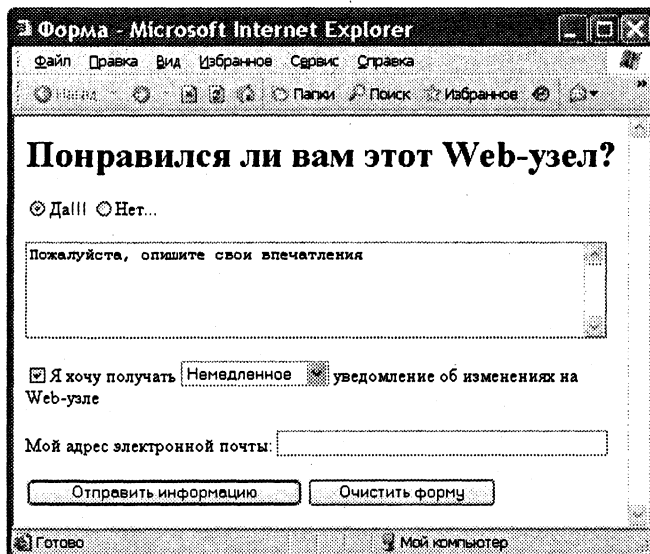 Форма - Microsoft Internet Explorer
Файл Правка Вид Избранное Сервис Справка
Назад Папки Поиск Избранное »
Понравился ли вам этот Web-узел?
Да!!! Нет...
Пожалуйста, опишите свои впечатления
Я хочу получать Немедленное уведомление об изменениях на
Web-узле
Мой адрес электронной почты:
Отправить информацию Очистить форму
Готово Мой компьютер